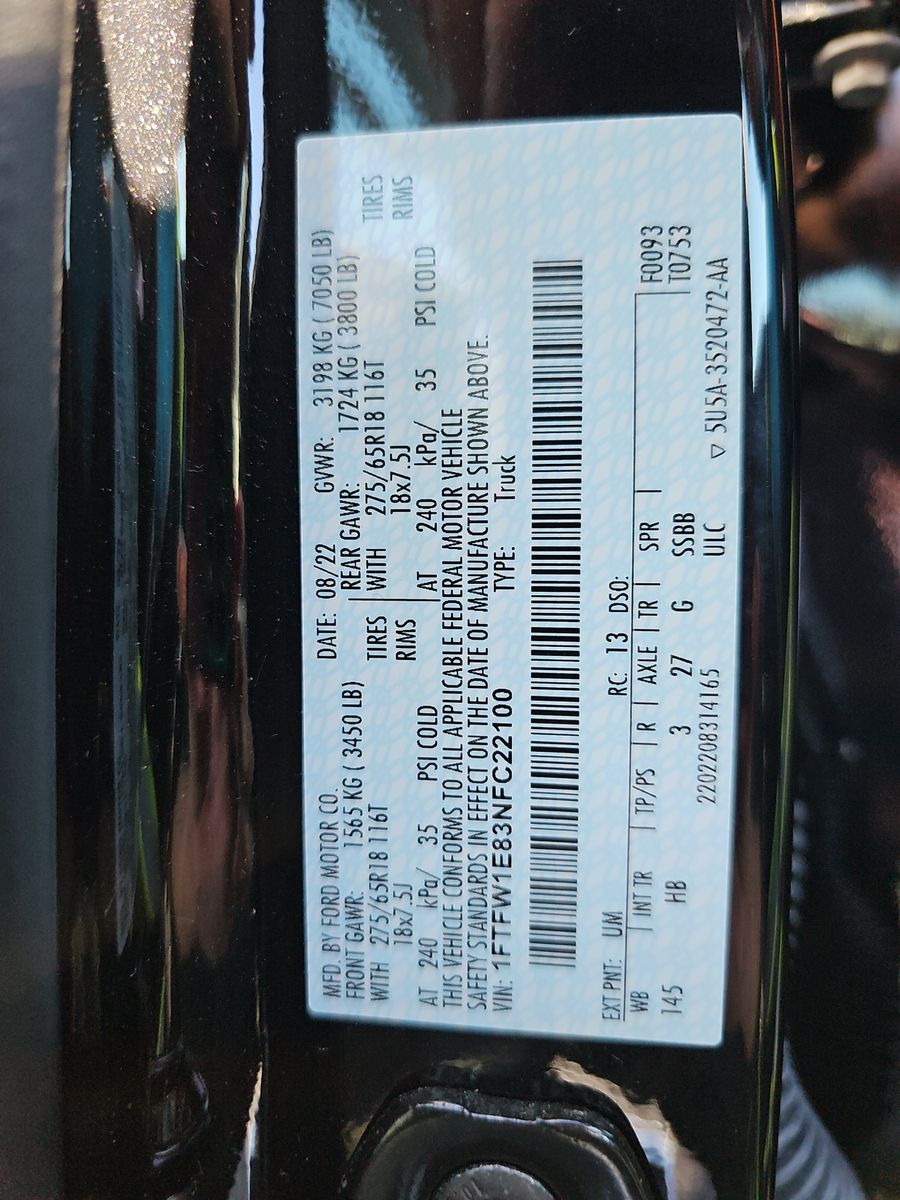 MFD. BY FORD MOTOR CO. DATE: 08/22 GVWR: 3198 KG ( 7050 LB)
FRONT GAWR: 1565 KG ( 3450 LB) REAR GAWR: 1724 KG ( 3800 LB)
WITH 275/65R18 116T TIRES WITH 275/65R18 116T TIRES
18x7.5J RIMS 18x7.5J RIMS
AT 240 kPa/ 35 PSI COLD AT 240 kPa/ 35 PSI COLD
THIS VEHICLE CONFORMS TO ALL APPLICABLE FEDERAL MOTOR VEHICLE
SAFETY STANDARDS IN EFFECT ON THE DATE OF MANUFACTURE SHOWN ABOVE.
VIN: 1FTFW1E83NFC22100 TYPE: Truck
EXT PNT: UM RC: 13 DSO:
WB INT TR TP/PS R AXLE TR SPR F0093
145 HB 3 27 G SSBB T0753
2202208314165 ULC ▽ 5U5A-3520472-AA